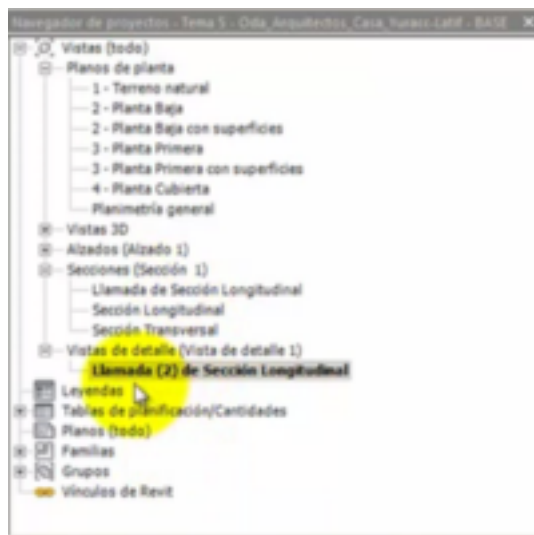 Navegador de proyectos - Tema 5 - Oda_Arquitectos_Casa_Yuracc-Latif - BASE
Vistas (todo)
Planos de planta
1 - Terreno natural
2 - Planta Baja
2 - Planta Baja con superficies
3 - Planta Primera
3 - Planta Primera con superficies
4 - Planta Cubierta
Planimetría general
Vistas 3D
Alzados (Alzado 1)
Secciones (Sección 1)
Llamada de Sección Longitudinal
Sección Longitudinal
Sección Transversal
Vistas de detalle (Vista de detalle 1)
Llamada (2) de Sección Longitudinal
Leyendas
Tablas de planificación/Cantidades
Planos (todo)
Familias
Grupos
Vínculos de Revit